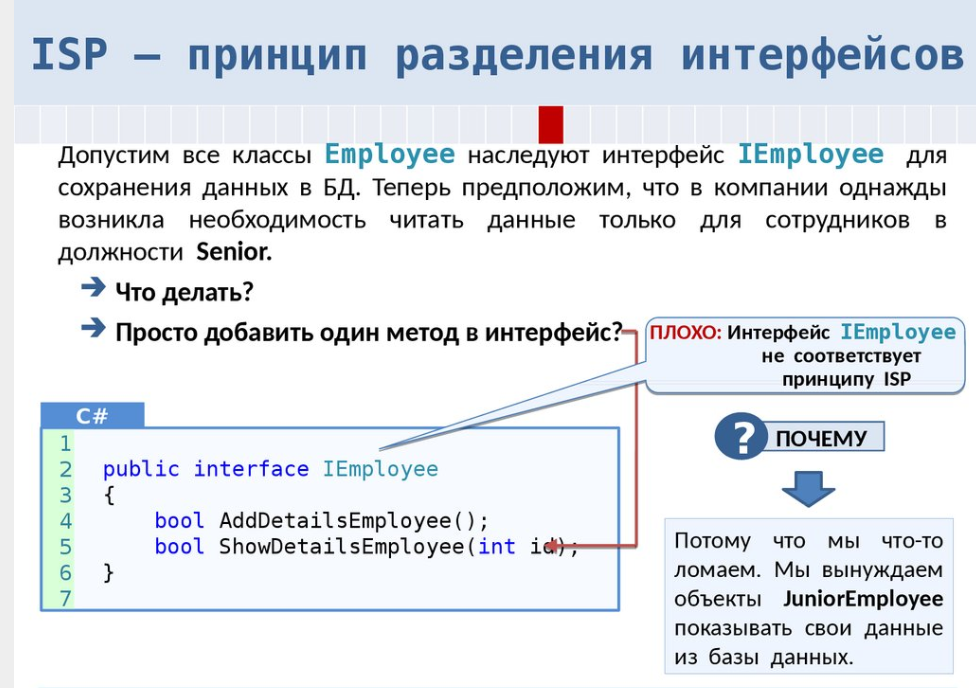 ISP – принцип разделения интерфейсов
Допустим все классы Employee наследуют интерфейс IEmployee для
сохранения данных в БД. Теперь предположим, что в компании однажды
возникла необходимость читать данные только для сотрудников в
должности Senior.
➔ Что делать?
➔ Просто добавить один метод в интерфейс?
ПЛОХО: Интерфейс IEmployee
не соответствует
принципу ISP
C#
1
2 public interface IEmployee
3 {
4 bool AddDetailsEmployee();
5 bool ShowDetailsEmployee(int id);
6 }
7
? ПОЧЕМУ
Потому что мы что-то
ломаем. Мы вынуждаем
объекты JuniorEmployee
показывать свои данные
из базы данных.